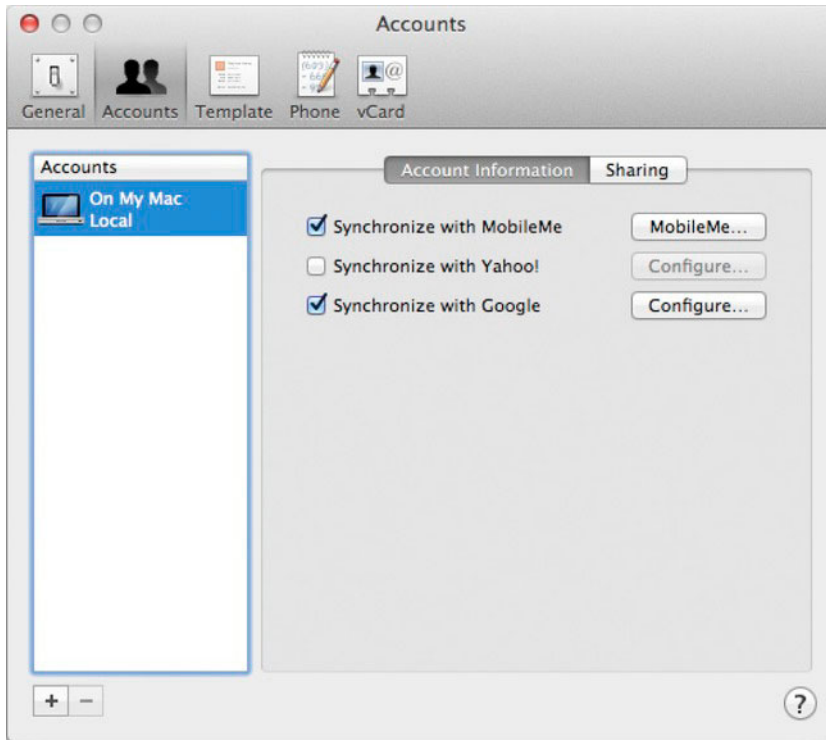 Accounts
General Accounts Template Phone vCard
Accounts
On My Mac
Local
Account Information Sharing
Synchronize with MobileMe MobileMe...
Synchronize with Yahoo! Configure...
Synchronize with Google Configure...
+ − ?